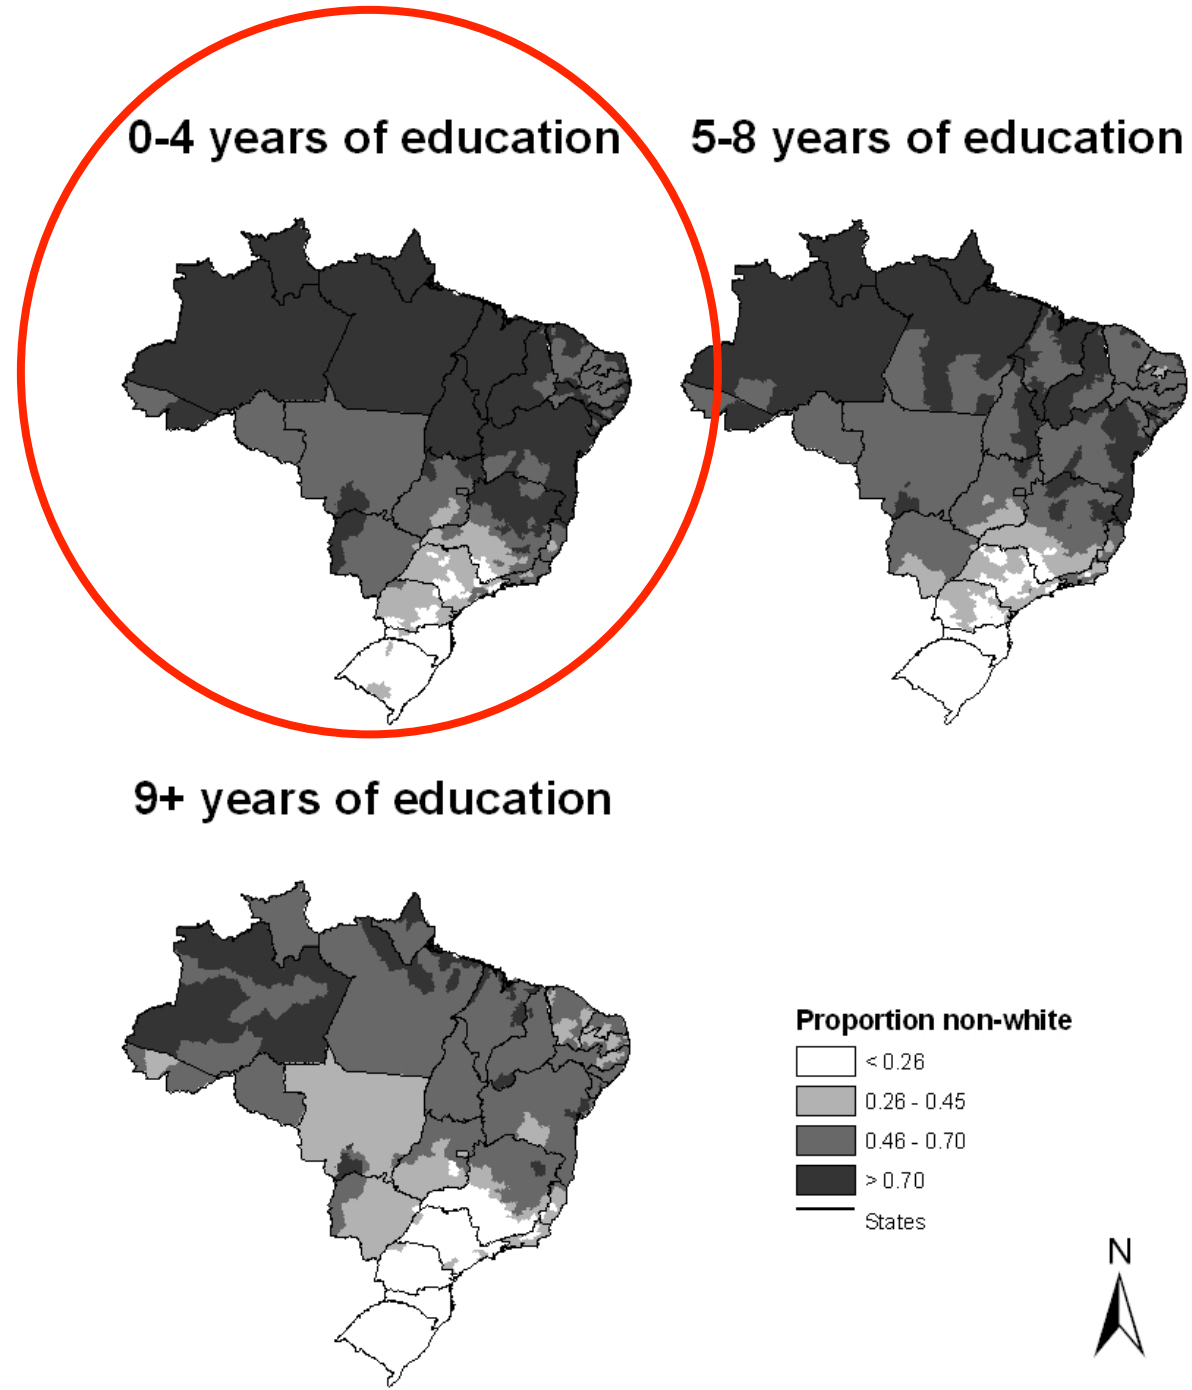 0-4 years of education
5-8 years of education
9+ years of education
Proportion non-white
< 0.26
0.26 - 0.45
0.46 - 0.70
> 0.70
States
N